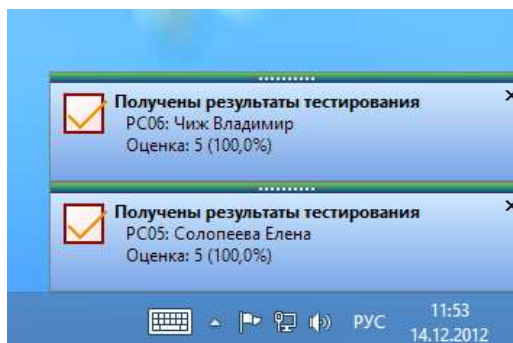 Получены результаты тестирования
PC06: Чиж Владимир
Оценка: 5 (100,0%)
Получены результаты тестирования
PC05: Солопеева Елена
Оценка: 5 (100,0%)
РУС
11:53
14.12.2012